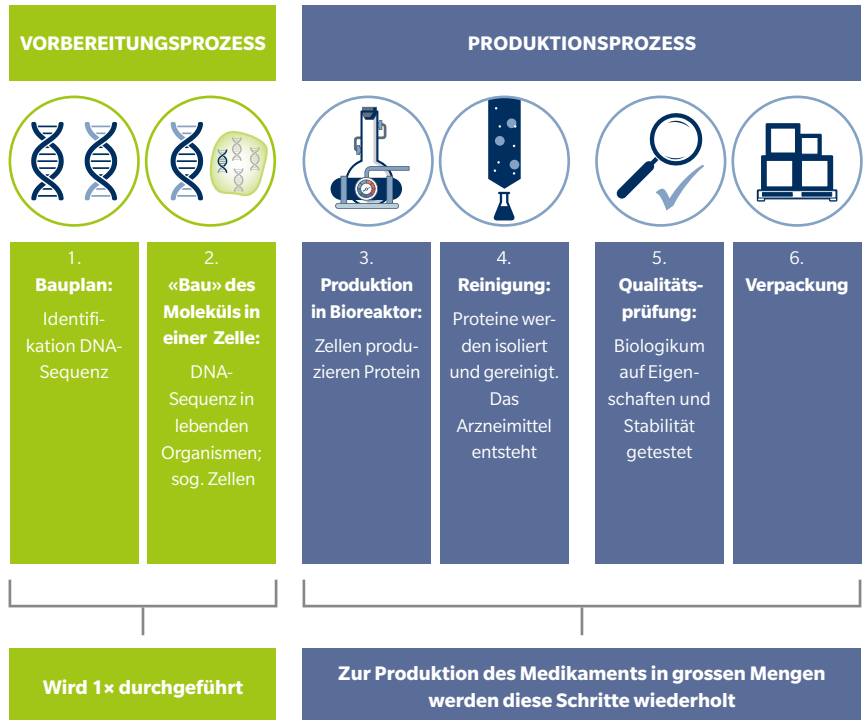 VORBEREITUNGSPROZESS
PRODUKTIONSPROZESS
1.
Bauplan:
Identifi-
kation DNA-
Sequenz
2.
«Bau» des
Moleküls in
einer Zelle:
DNA-
Sequenz in
lebenden
Organismen;
sog. Zellen
3.
Produktion
in Bioreaktor:
Zellen produ-
zieren Protein
4.
Reinigung:
Proteine wer-
den isoliert
und gereinigt.
Das
Arzneimittel
entsteht
5.
Qualitäts-
prüfung:
Biologikum
auf Eigen-
schaften und
Stabilität
getestet
6.
Verpackung
Wird 1× durchgeführt
Zur Produktion des Medikaments in grossen Mengen
werden diese Schritte wiederholt